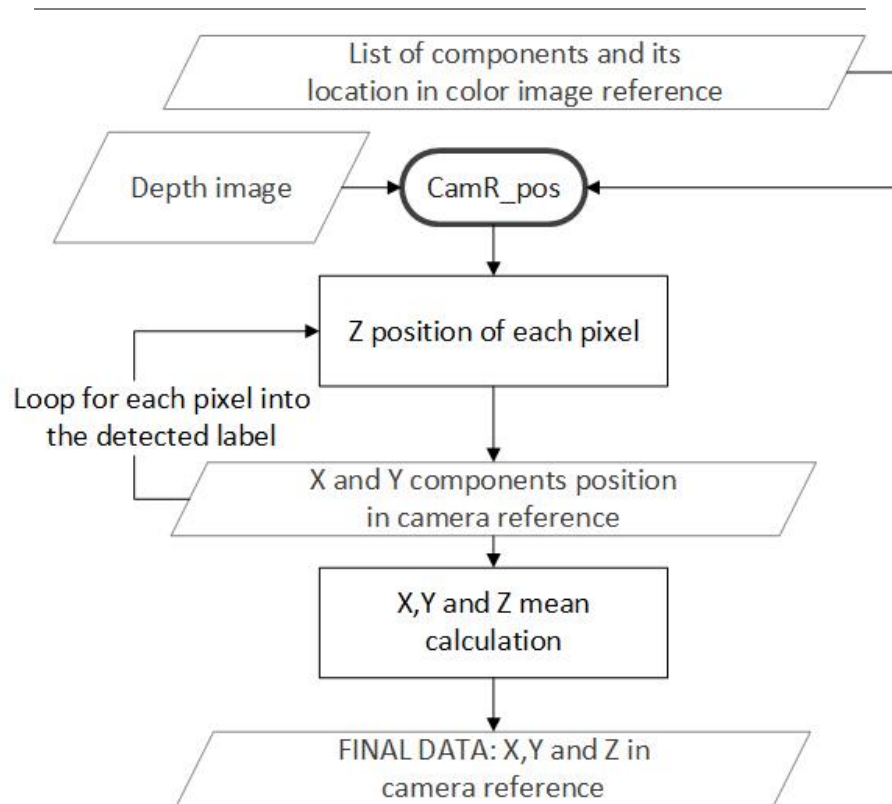 List of components and its
location in color image reference
Depth image
CamR_pos
Z position of each pixel
Loop for each pixel into
the detected label
X and Y components position
in camera reference
X,Y and Z mean
calculation
FINAL DATA: X,Y and Z in
camera reference